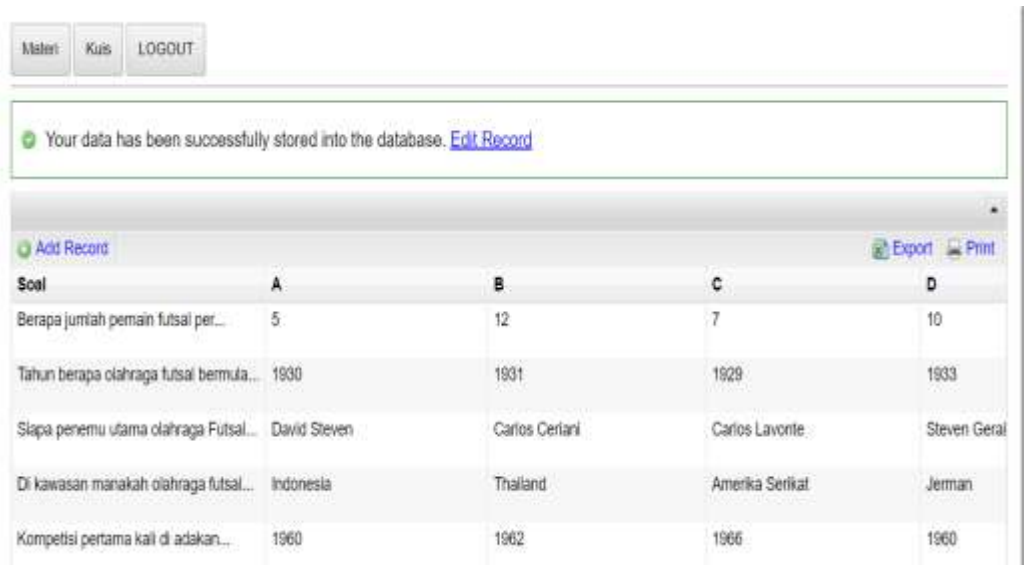 Materi Kuis LOGOUT
Your data has been successfully stored into the database. Edit Record
Add Record Export Print
Soal A B C D
Berapa jumlah pemain futsal per... 5 12 7 10
Tahun berapa olahraga futsal bermula... 1930 1931 1929 1933
Siapa penemu utama olahraga Futsal... David Steven Carlos Ceriani Carlos Lavonte Steven Geral
Di kawasan manakah olahraga futsal... Indonesia Thailand Amerika Serikat Jerman
Kompetisi pertama kali di adakan... 1960 1962 1966 1960